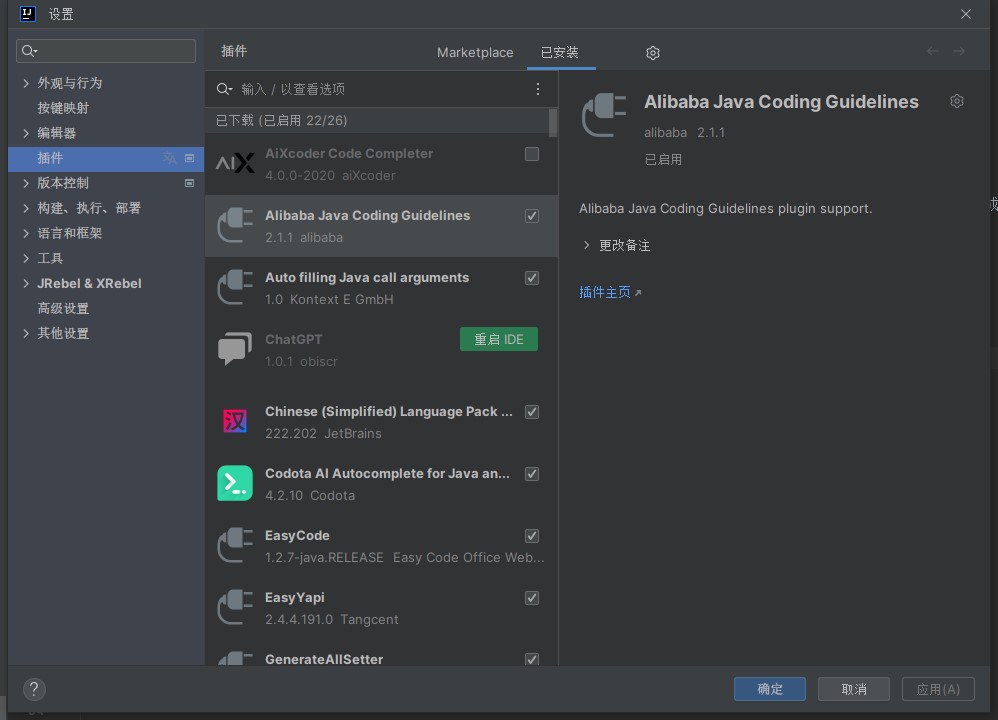 设置
插件
Marketplace
已安装
外观与行为
按键映射
编辑器
插件
版本控制
构建、执行、部署
语言和框架
工具
JRebel & XRebel
高级设置
其他设置
输入 / 以查看选项
已下载 (已启用 22/26)
AiXcoder Code Completer
4.0.0-2020 aiXcoder
Alibaba Java Coding Guidelines
2.1.1 alibaba
Auto filling Java call arguments
1.0 Kontext E GmbH
ChatGPT
重启 IDE
1.0.1 obiscr
Chinese (Simplified) Language Pack ...
222.202 JetBrains
Codota AI Autocomplete for Java an...
4.2.10 Codota
EasyCode
1.2.7-java.RELEASE Easy Code Office Web...
EasyYapi
2.4.4.191.0 Tangcent
GenerateAllSetter
Alibaba Java Coding Guidelines
alibaba 2.1.1
已启用
Alibaba Java Coding Guidelines plugin support.
更改备注
插件主页
?
确定
取消
应用(A)